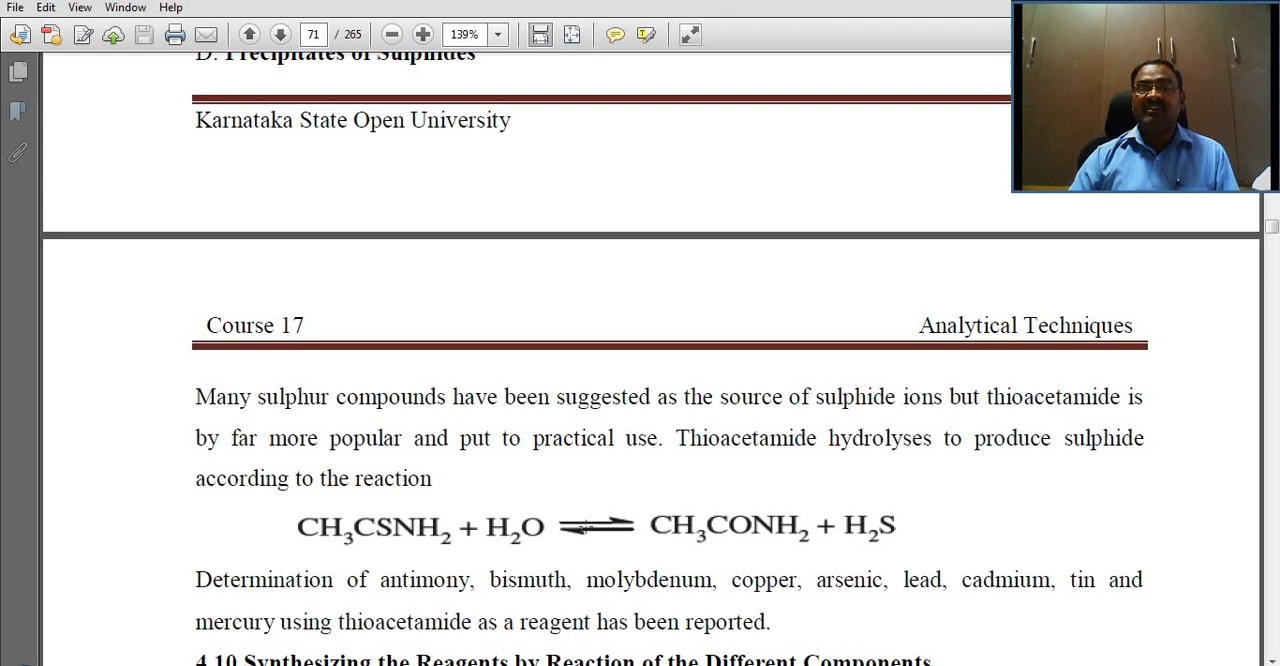 File Edit View Window Help
71 / 265 139%
D. Precipitates of Sulphides
Karnataka State Open University
Course 17 Analytical Techniques
Many sulphur compounds have been suggested as the source of sulphide ions but thioacetamide is
by far more popular and put to practical use. Thioacetamide hydrolyses to produce sulphide
according to the reaction
CH₃CSNH₂ + H₂O ⇌ CH₃CONH₂ + H₂S
Determination of antimony, bismuth, molybdenum, copper, arsenic, lead, cadmium, tin and
mercury using thioacetamide as a reagent has been reported.
4.10 Synthesizing the Reagents by Reaction of the Different Components